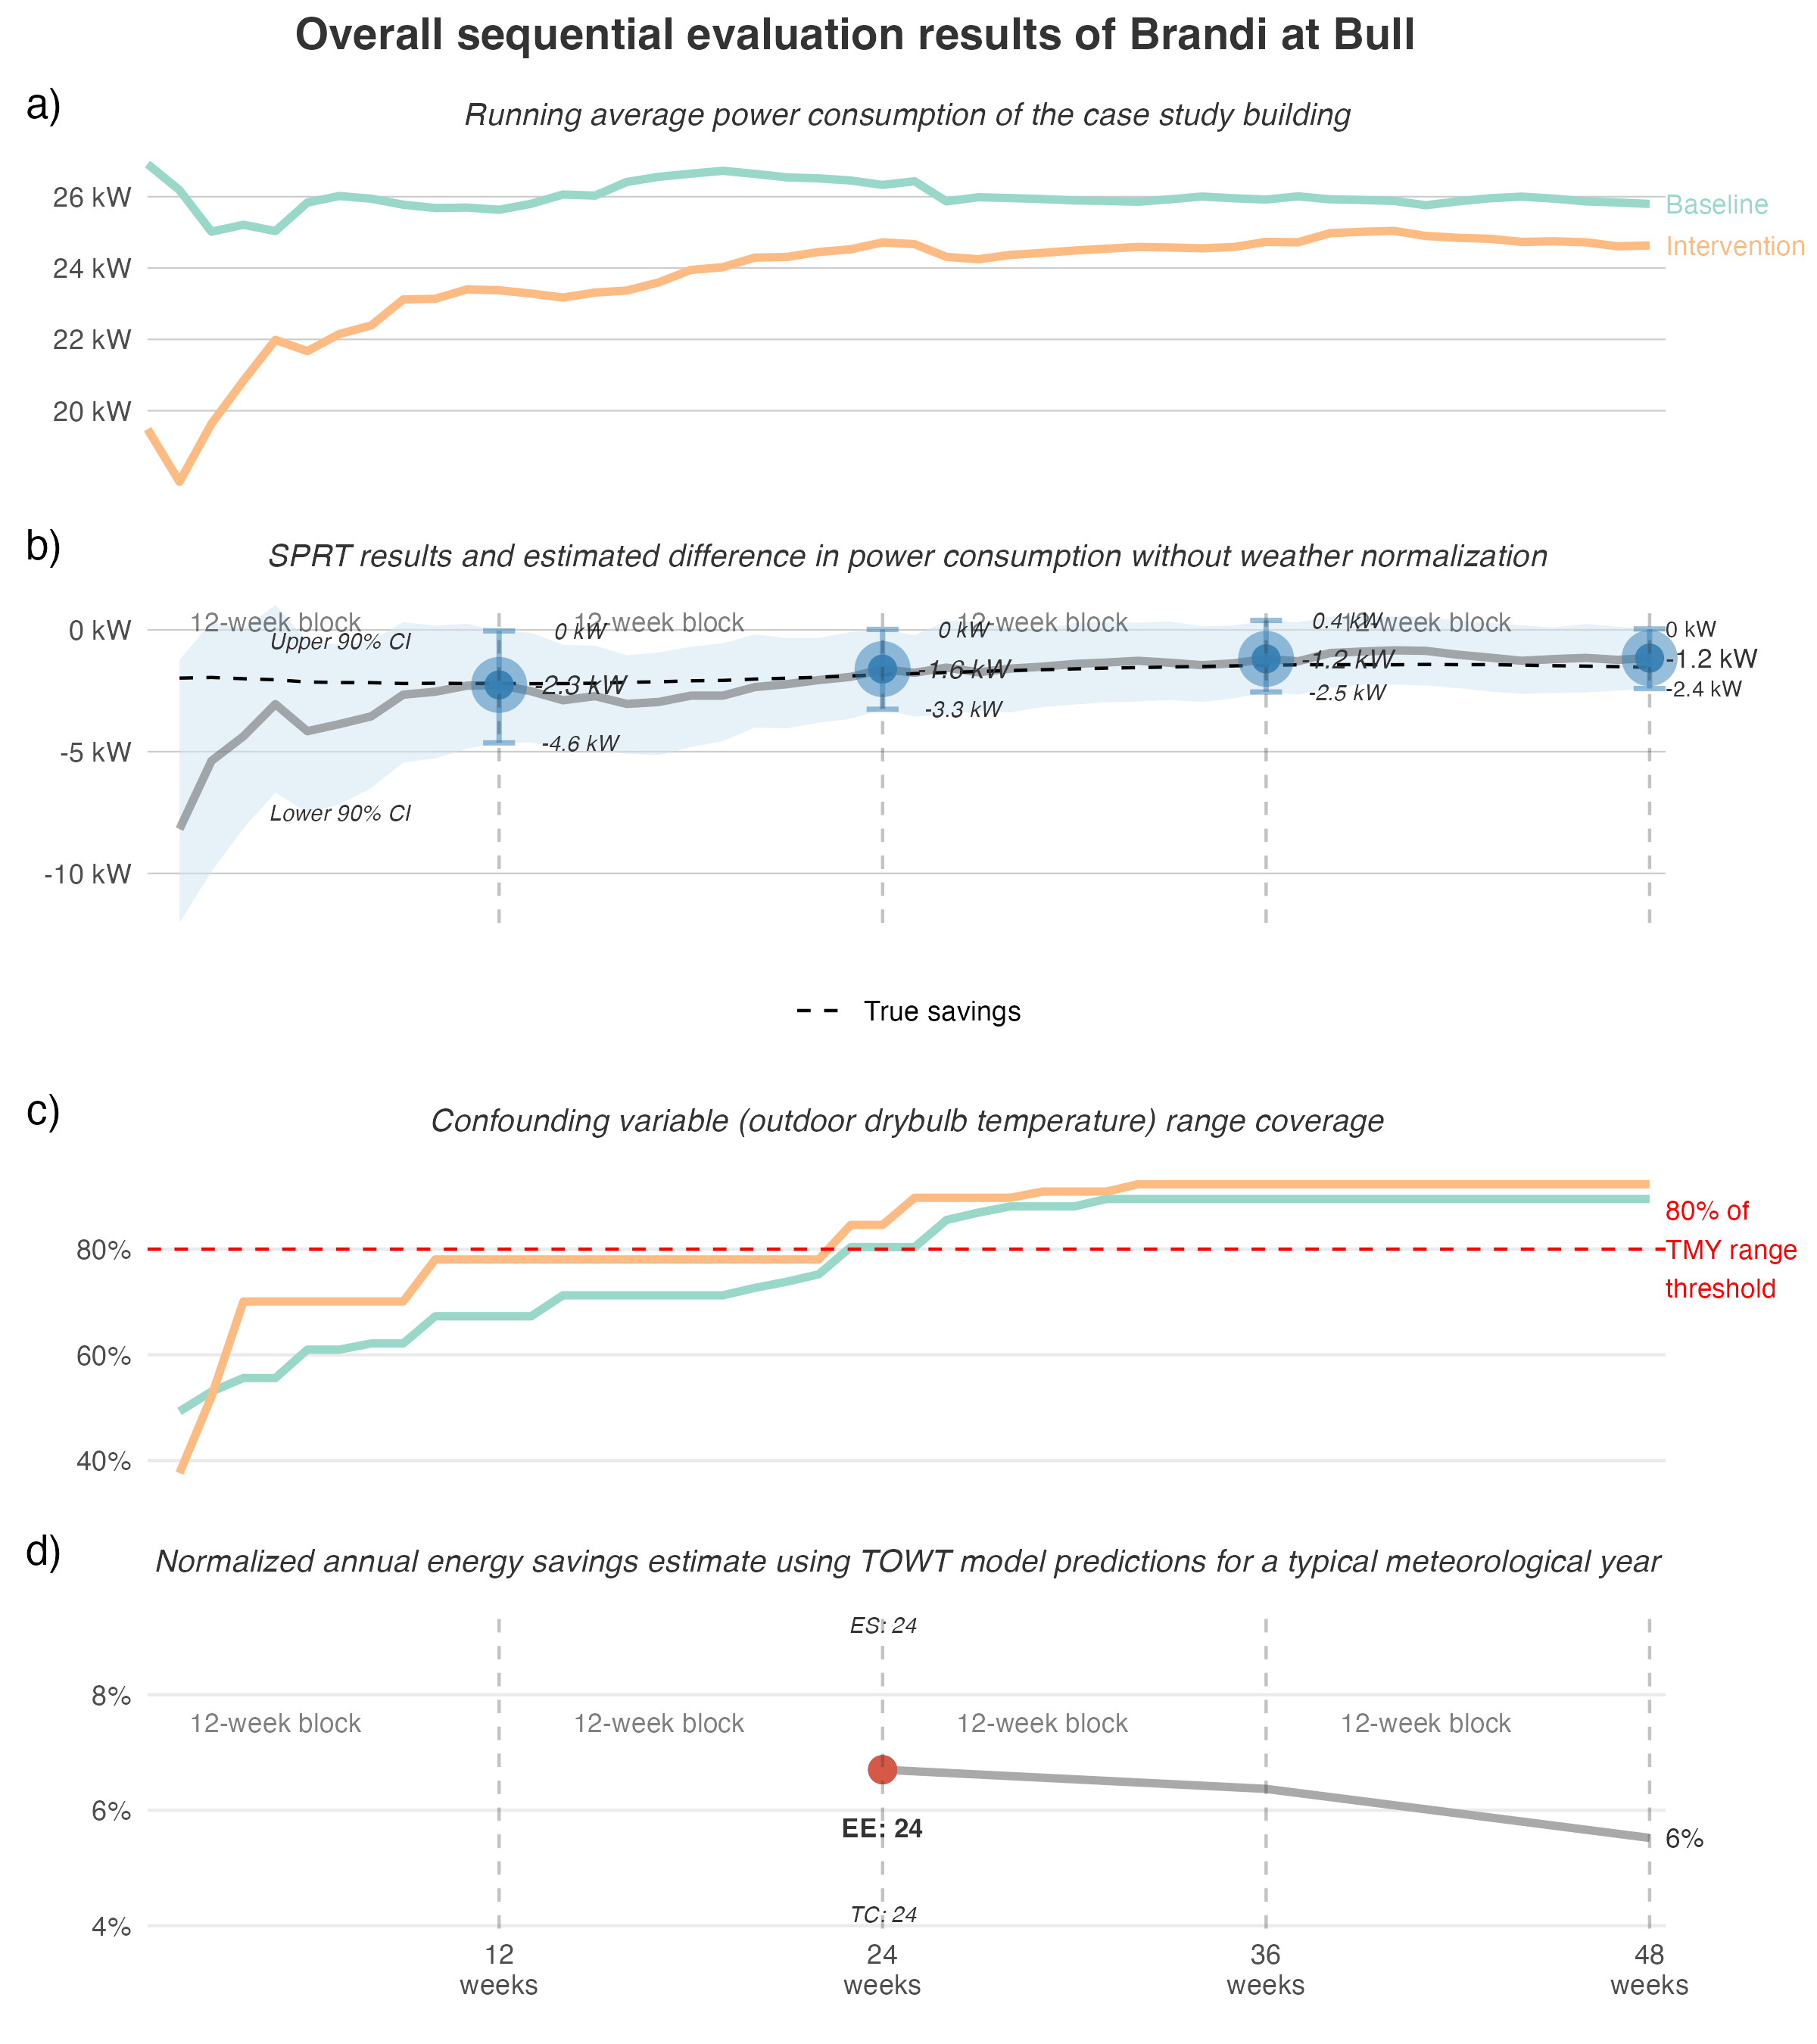 Overall sequential evaluation results of Brandi at Bull
a)
Running average power consumption of the case study building
26 kW
24 kW
22 kW
20 kW
Baseline
Intervention
b)
SPRT results and estimated difference in power consumption without weather normalization
12-week block
12-week block
12-week block
12-week block
0 kW
-5 kW
-10 kW
Upper 90% CI
Lower 90% CI
0 kW
-2.3 kW
-4.6 kW
0 kW
-1.6 kW
-3.3 kW
0.4 kW
-1.2 kW
-2.5 kW
0 kW
-1.2 kW
-2.4 kW
True savings
c)
Confounding variable (outdoor drybulb temperature) range coverage
80%
60%
40%
80% of
TMY range
threshold
d)
Normalized annual energy savings estimate using TOWT model predictions for a typical meteorological year
ES: 24
8%
12-week block
12-week block
12-week block
12-week block
6%
EE: 24
6%
4%
TC: 24
12
weeks
24
weeks
36
weeks
48
weeks